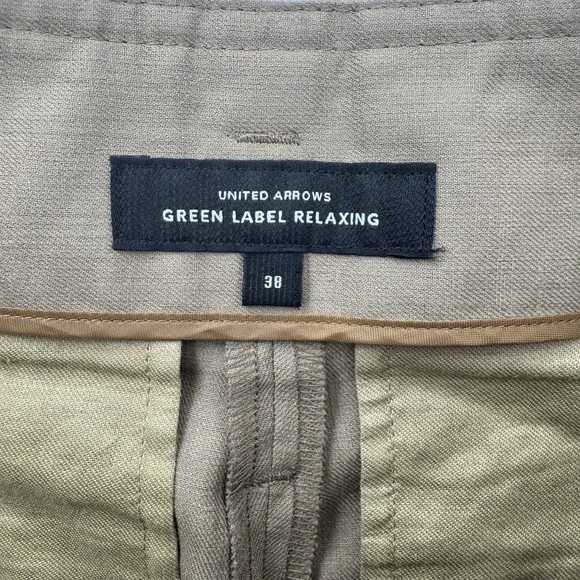 UNITED ARROWS
GREEN LABEL RELAXING
38